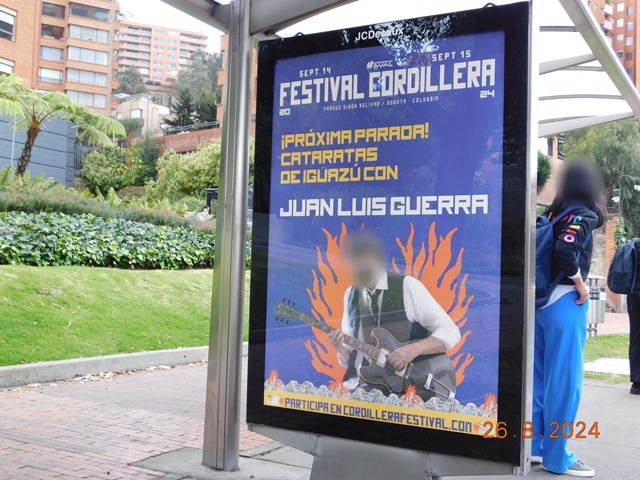 JCDecaux
SEPT 14
#AVAL
SEPT 15
FESTIVAL CORDILLERA
20
PARQUE SIMÓN BOLÍVAR / BOGOTÁ - COLOMBIA
24
¡PRÓXIMA PARADA!
CATARATAS
DE IGUAZÚ CON
JUAN LUIS GUERRA
PARTICIPA EN CORDILLERAFESTIVAL.COM
26.8.2024